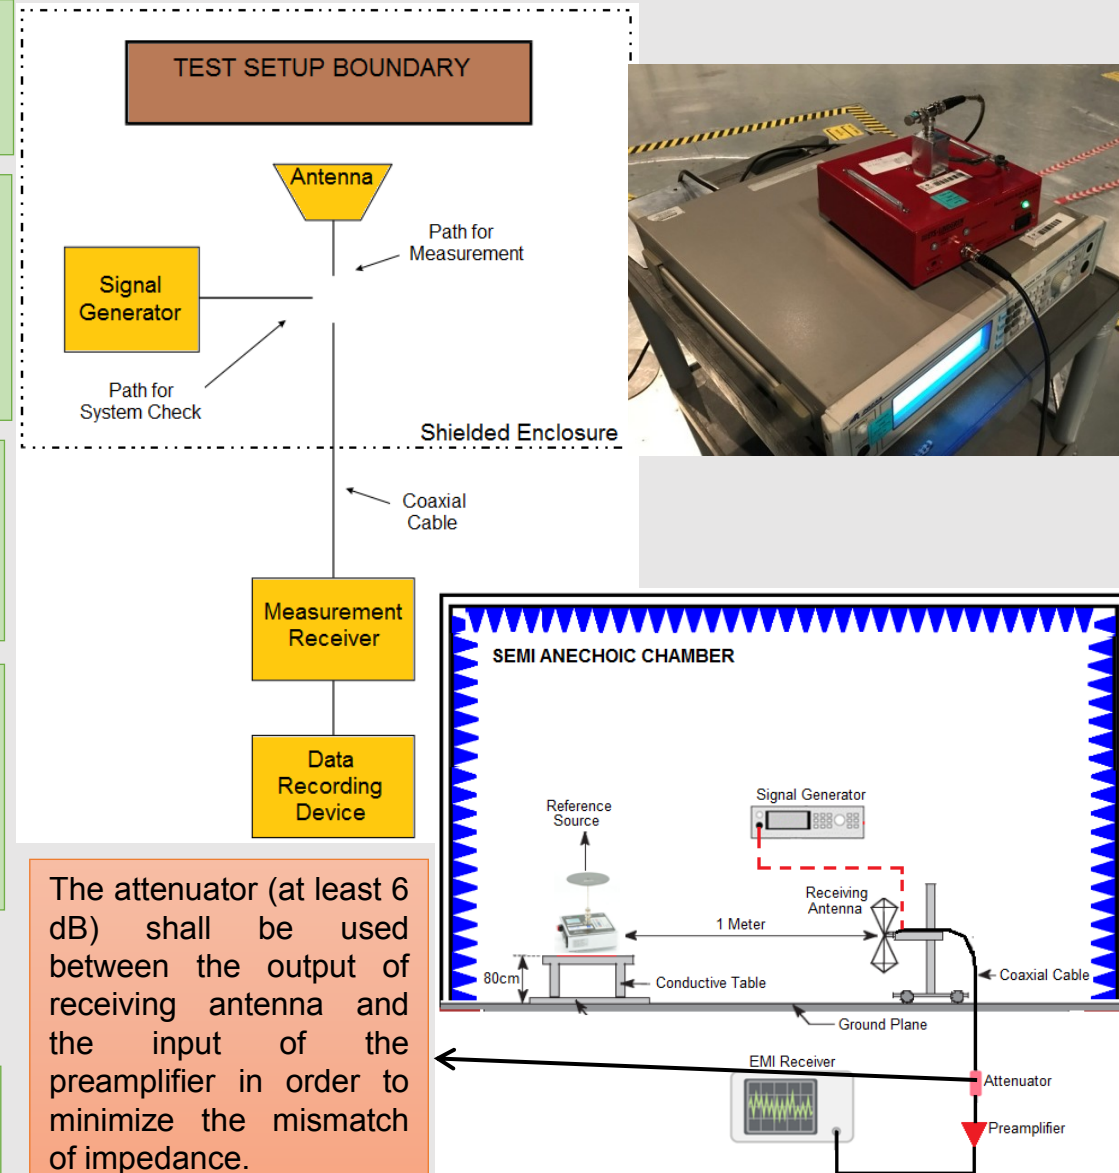 TEST SETUP BOUNDARY
Antenna
Path for
Measurement
Signal
Generator
Path for
System Check
Shielded Enclosure
Coaxial
Cable
Measurement
Receiver
Data
Recording
Device
SEMI ANECHOIC CHAMBER
Signal Generator
Reference
Source
Receiving
Antenna
1 Meter
80cm
Conductive Table
Coaxial Cable
Ground Plane
EMI Receiver
Attenuator
Preamplifier
The attenuator (at least 6
dB) shall be used
between the output of
receiving antenna and
the input of the
preamplifier in order to
minimize the mismatch
of impedance.